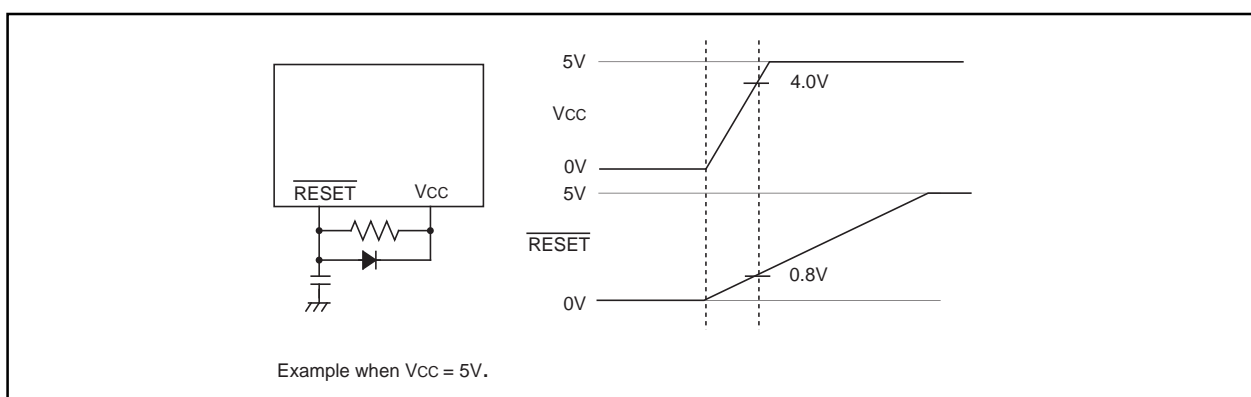 RESET
VCC
5V
4.0V
VCC
0V
5V
RESET
0.8V
0V
Example when VCC = 5V.